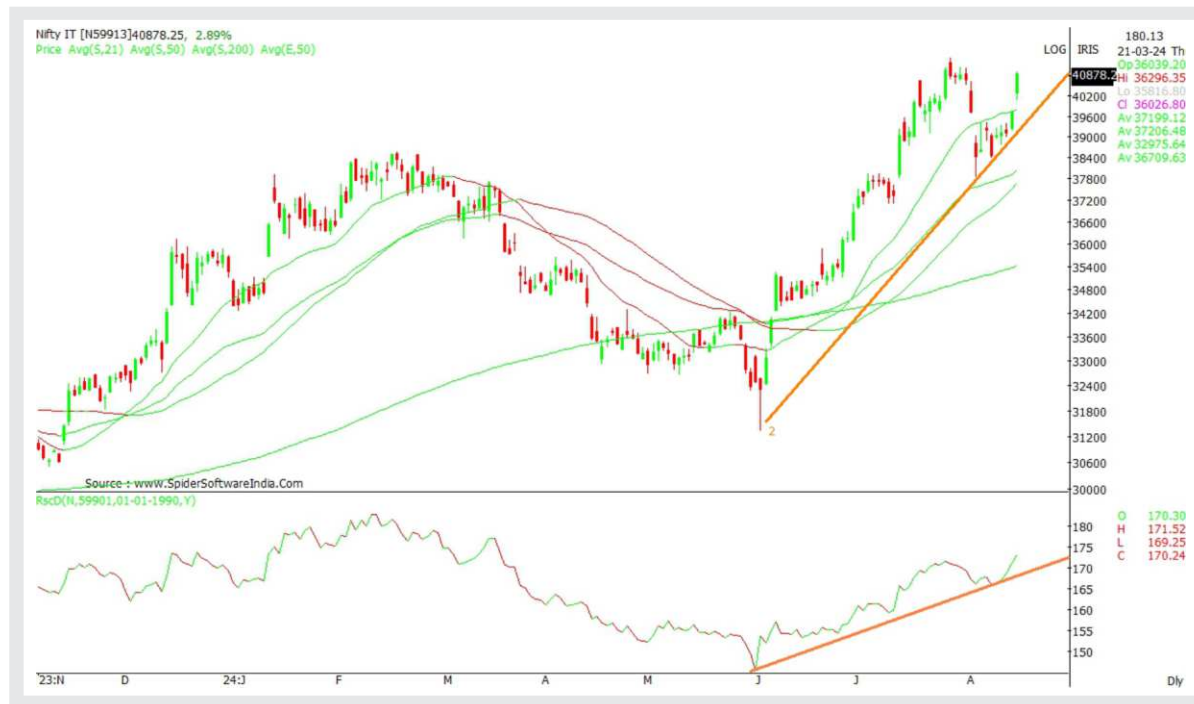 Nifty IT [N59913]40878.25, 2.89%
Price Avg(S,21) Avg(S,50) Avg(S,200) Avg(E,50)
LOG IRIS
180.13
21-03-24 Th
Op36039.20
Hi 36296.35
Lo 35816.80
Cl 36026.80
Av 37199.12
Av 37206.48
Av 32975.64
Av 36709.63
40878.2
40200
39600
39000
38400
37800
37200
36600
36000
35400
34800
34200
33600
33000
32400
31800
31200
30600
30000
2
Source : www.SpiderSoftwareIndia.Com
RscD(N,59901,01-01-1990,Y)
O 170.30
H 171.52
L 169.25
C 170.24
180
175
170
165
160
155
150
'23:N D 24:J F M A M J J A Dly